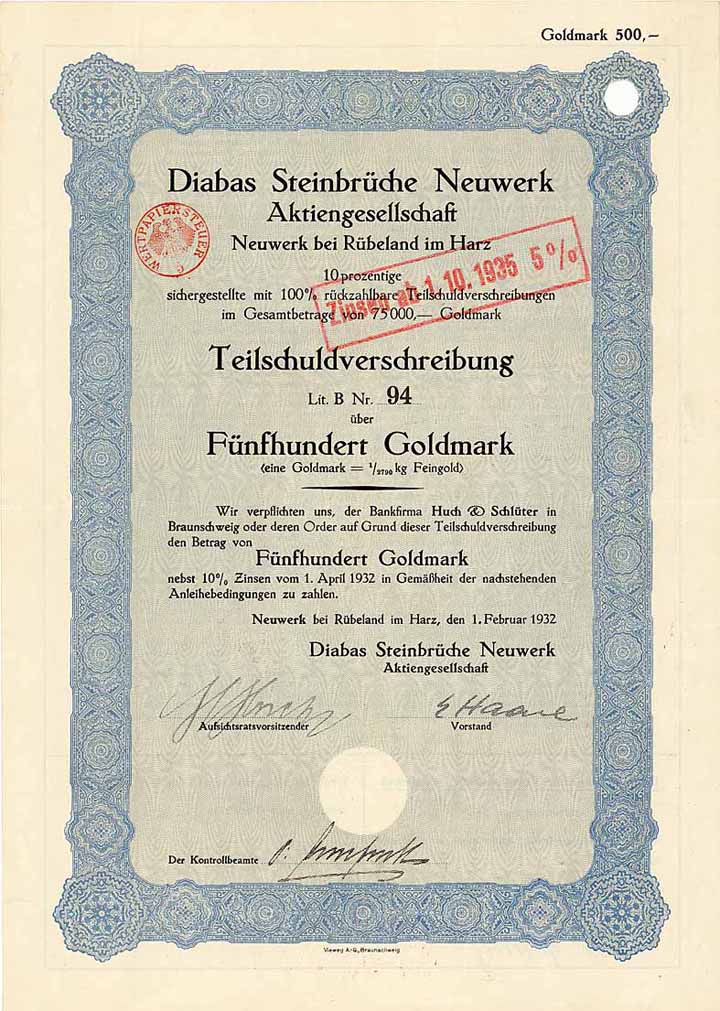 Goldmark 500,—
Diabas Steinbrüche Neuwerk
Aktiengesellschaft
WERTPAPIERSTEUER
Neuwerk bei Rübeland im Harz
Zinsen ab 1. 10. 1935 5%
10prozentige
sichergestellte mit 100% rückzahlbare Teilschuldverschreibungen
im Gesamtbetrage von 75000,— Goldmark
Teilschuldverschreibung
Lit. B Nr. 94
über
Fünfhundert Goldmark
(eine Goldmark = 1/2790 kg Feingold)
Wir verpflichten uns, der Bankfirma Huch & Schlüter in
Braunschweig oder deren Order auf Grund dieser Teilschuldverschreibung
den Betrag von
Fünfhundert Goldmark
nebst 10% Zinsen vom 1. April 1932 in Gemäßheit der nachstehenden
Anleihebedingungen zu zahlen.
Neuwerk bei Rübeland im Harz, den 1. Februar 1932
Diabas Steinbrüche Neuwerk
Aktiengesellschaft
Aufsichtsratsvorsitzender
Vorstand
Der Kontrollbeamte
Vieweg A.-G., Braunschweig